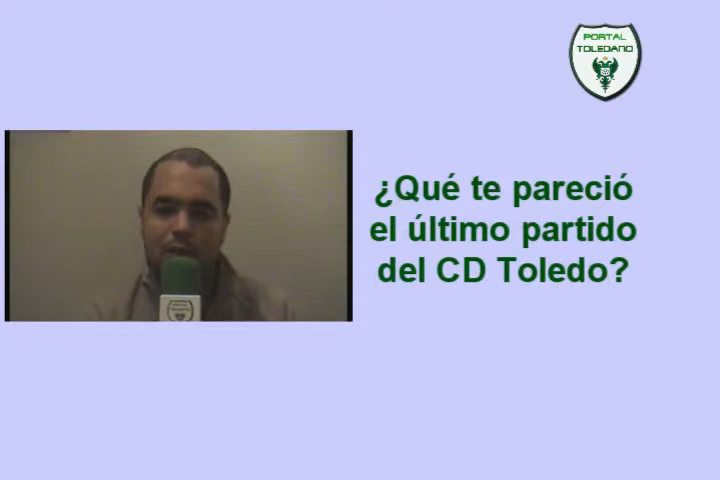 PORTAL
TOLEDANO
¿Qué te pareció
el último partido
del CD Toledo?